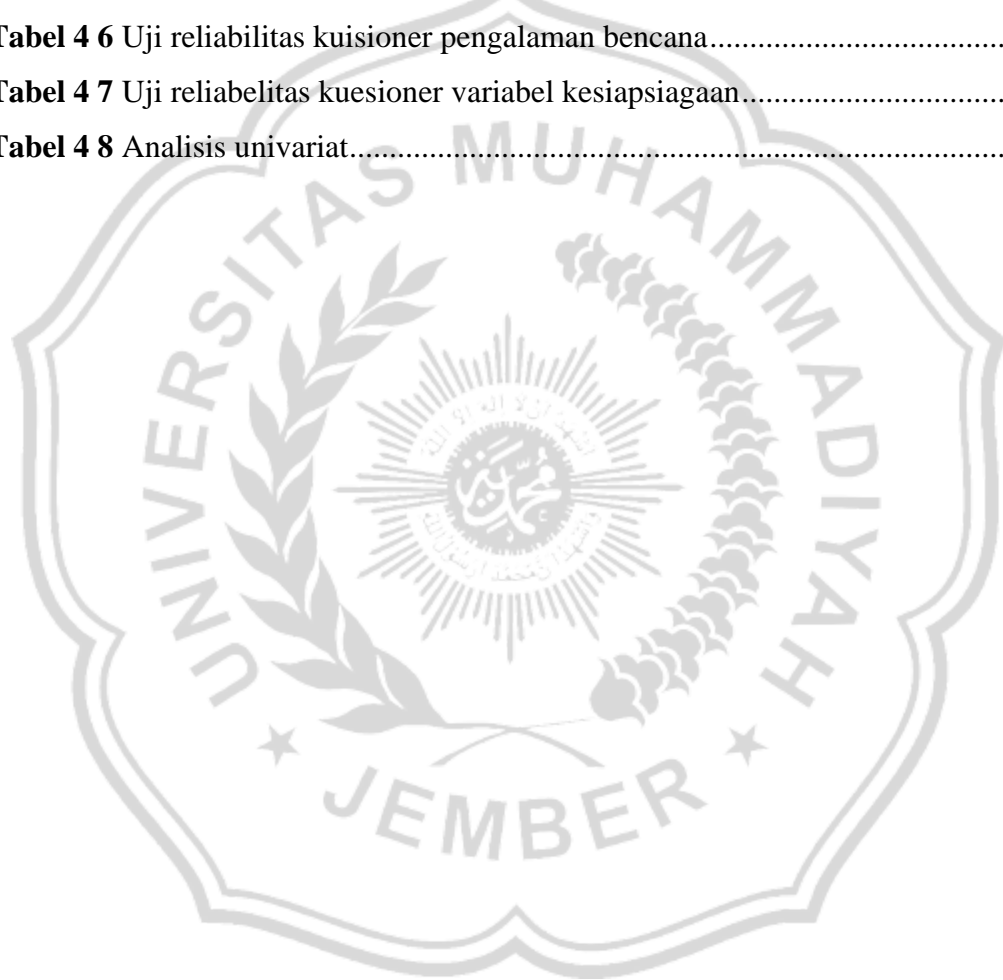 Tabel 4 6 Uji reliabilitas kuisioner pengalaman bencana
Tabel 4 7 Uji reliabelitas kuesioner variabel kesiapsiagaan
Tabel 4 8 Analisis univariat
UNIVERSITAS MUHAMMADIYAH
JEMBER